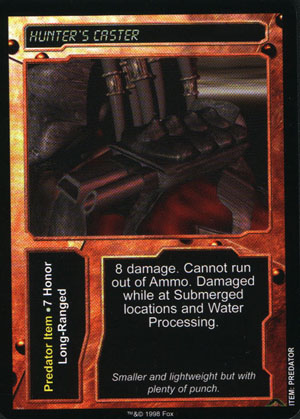 HUNTER'S CASTER
8 damage. Cannot run
out of Ammo. Damaged
while at Submerged
locations and Water
Processing.
Smaller and lightweight but with
plenty of punch.
Predator Item •7 Honor
Long-Ranged
ITEM: PREDATOR
™&© 1998 Fox